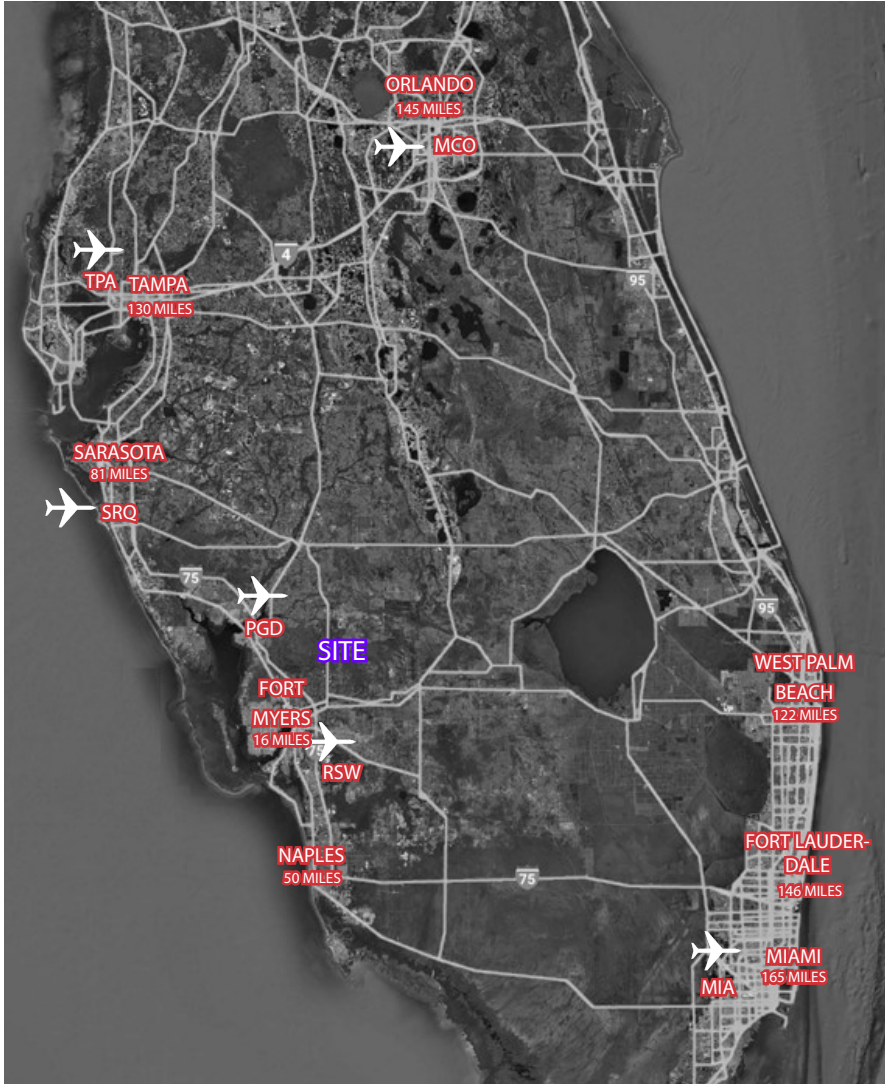 ORLANDO
145 MILES
MCO
4
TPA
TAMPA
130 MILES
95
SARASOTA
81 MILES
SRQ
75
PGD
95
SITE
WEST PALM
BEACH
122 MILES
FORT
MYERS
16 MILES
75
RSW
FORT LAUDER-
DALE
146 MILES
NAPLES
50 MILES
75
MIAMI
165 MILES
MIA